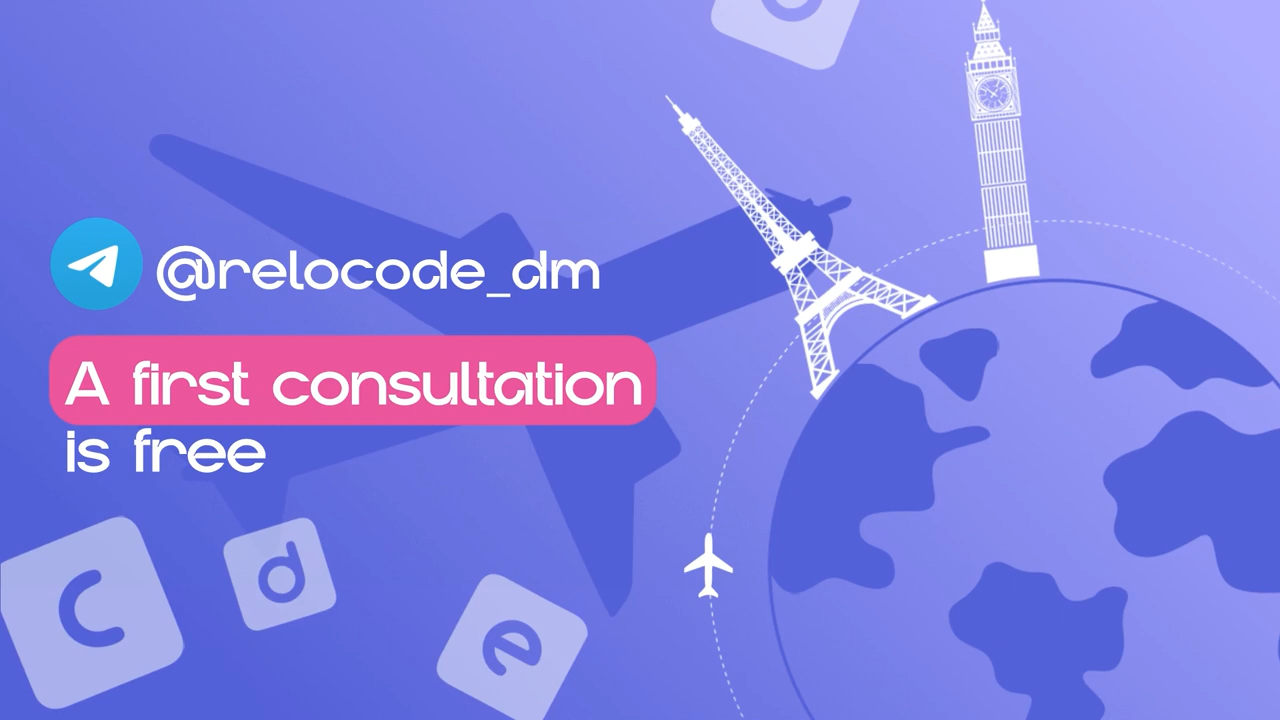 @relocode_dm
A first consultation
is free
c
d
e